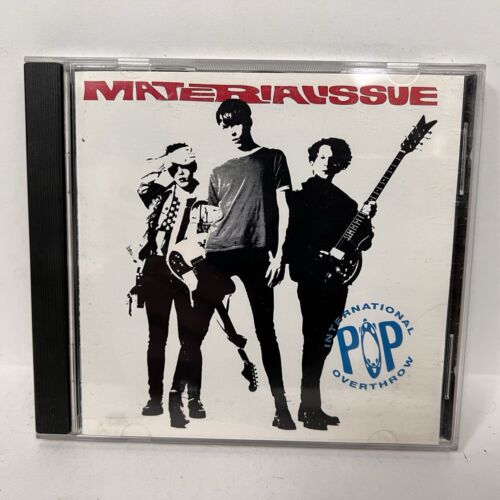 MATERIAL ISSUE
INTERNATIONAL
POP
OVERTHROW